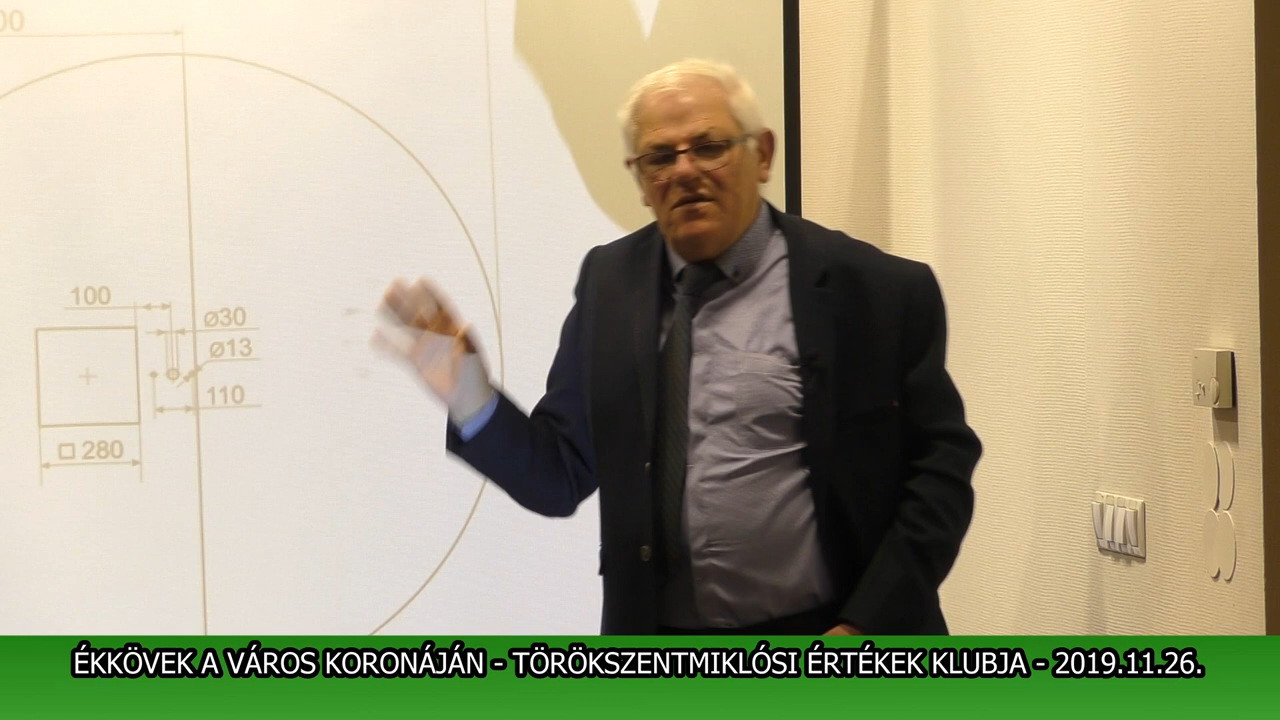 00
100
ø30
ø13
110
□ 280
ÉKKÖVEK A VÁROS KORONÁJÁN - TÖRÖKSZENTMIKLÓSI ÉRTÉKEK KLUBJA - 2019.11.26.